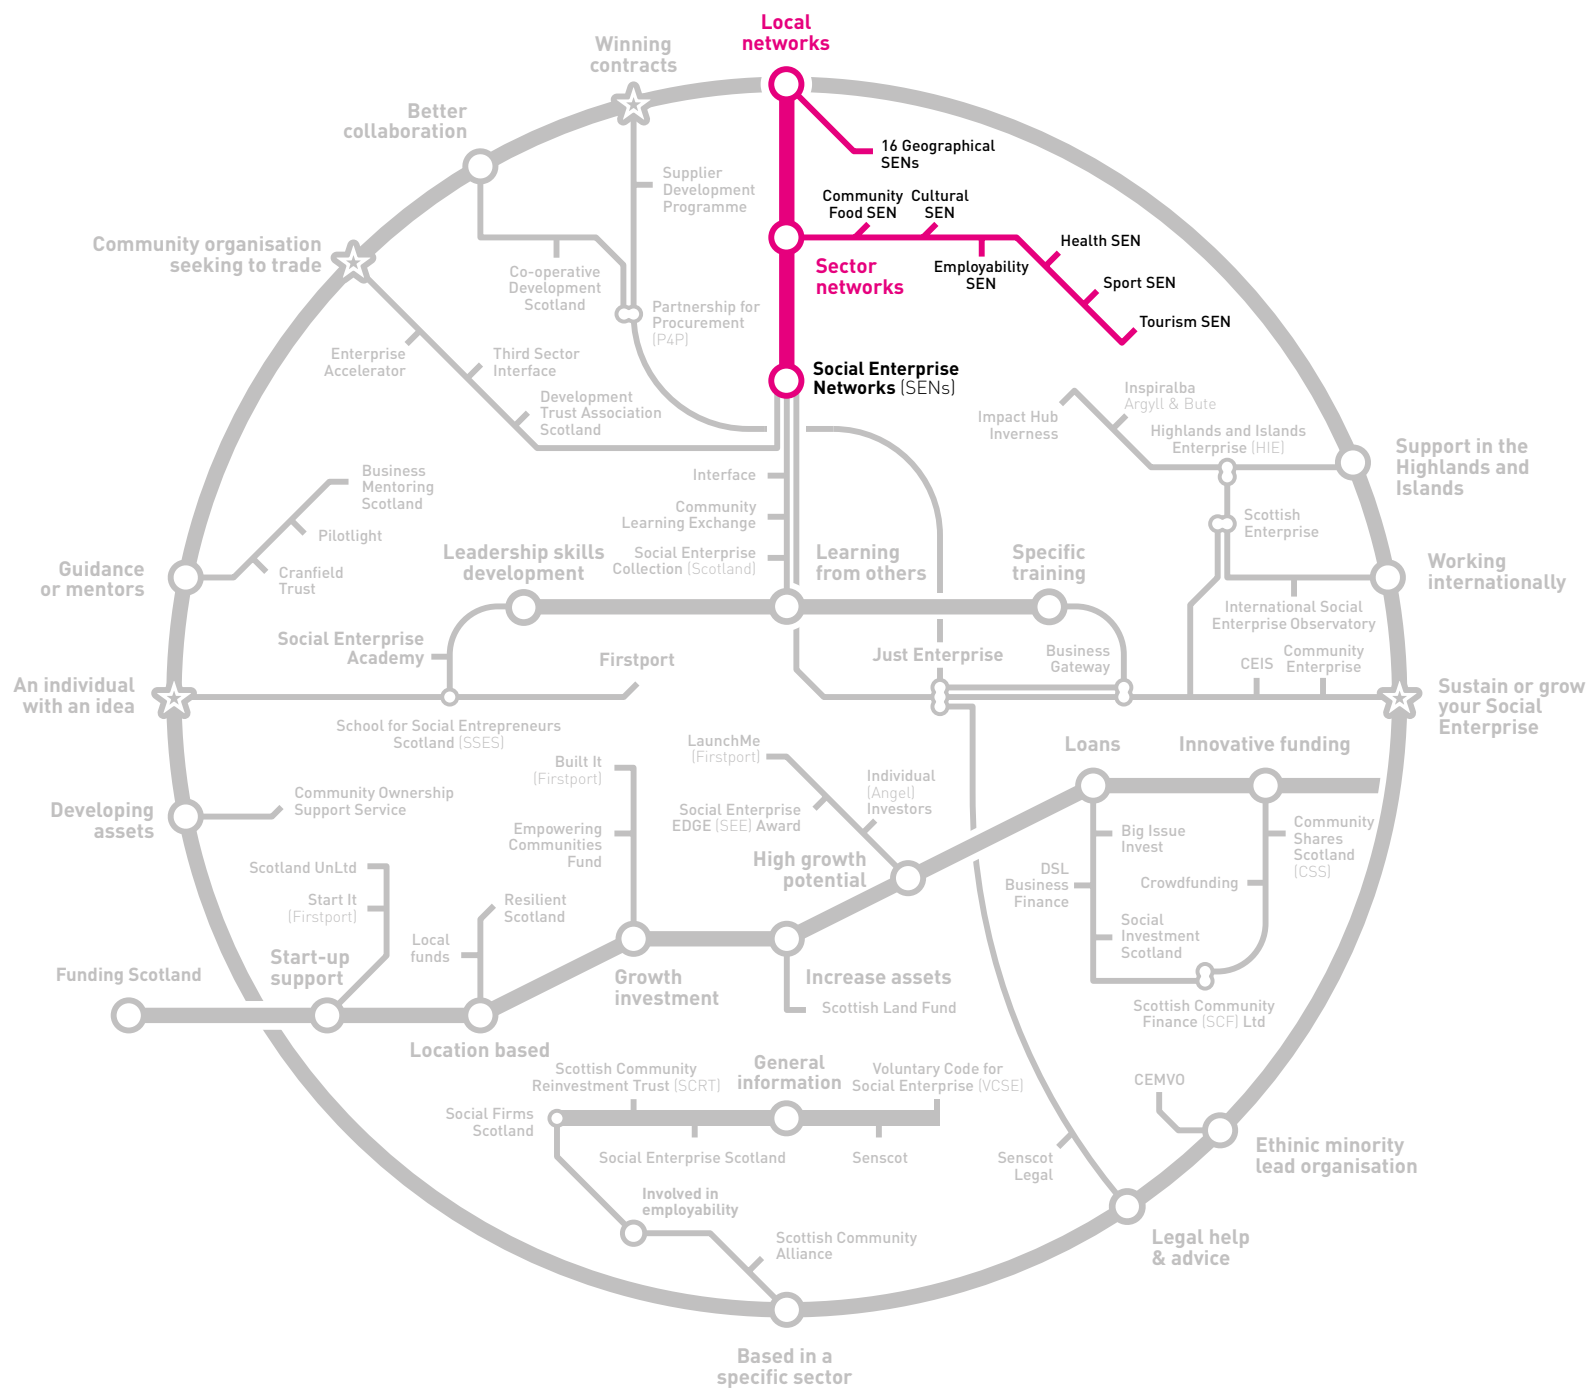 Local
networks
Winning
contracts
Better
collaboration
16 Geographical
SENs
Supplier
Development
Programme
Community
Food SEN
Cultural
SEN
Community organisation
seeking to trade
Health SEN
Co-operative
Development
Scotland
Sector
networks
Employability
SEN
Sport SEN
Partnership for
Procurement
(P4P)
Tourism SEN
Enterprise
Accelerator
Third Sector
Interface
Social Enterprise
Networks (SENs)
Development
Trust Association
Scotland
Inspiralba
Argyll & Bute
Impact Hub
Inverness
Highlands and Islands
Enterprise (HIE)
Support in the
Highlands and
Islands
Business
Mentoring
Scotland
Interface
Pilotlight
Community
Learning Exchange
Scottish
Enterprise
Guidance
or mentors
Cranfield
Trust
Leadership skills
development
Social Enterprise
Collection (Scotland)
Learning
from others
Specific
training
Working
internationally
International Social
Enterprise Observatory
Social Enterprise
Academy
Firstport
Just Enterprise
Business
Gateway
CEIS
Community
Enterprise
An individual
with an idea
Sustain or grow
your Social
Enterprise
School for Social Entrepreneurs
Scotland (SSES)
LaunchMe
(Firstport)
Loans
Innovative funding
Built It
(Firstport)
Individual
(Angel)
Investors
Developing
assets
Community Ownership
Support Service
Social Enterprise
EDGE (SEE) Award
Empowering
Communities
Fund
Big Issue
Invest
Community
Shares
Scotland
(CSS)
High growth
potential
Scotland UnLtd
DSL
Business
Finance
Crowdfunding
Start It
(Firstport)
Resilient
Scotland
Local
funds
Social
Investment
Scotland
Start-up
support
Funding Scotland
Growth
investment
Increase assets
Scottish Land Fund
Scottish Community
Finance (SCF) Ltd
Location based
Scottish Community
Reinvestment Trust (SCRT)
General
information
Voluntary Code for
Social Enterprise (VCSE)
CEMVO
Social Firms
Scotland
Social Enterprise Scotland
Senscot
Senscot
Legal
Ethinic minority
lead organisation
Involved in
employability
Scottish Community
Alliance
Legal help
& advice
Based in a
specific sector